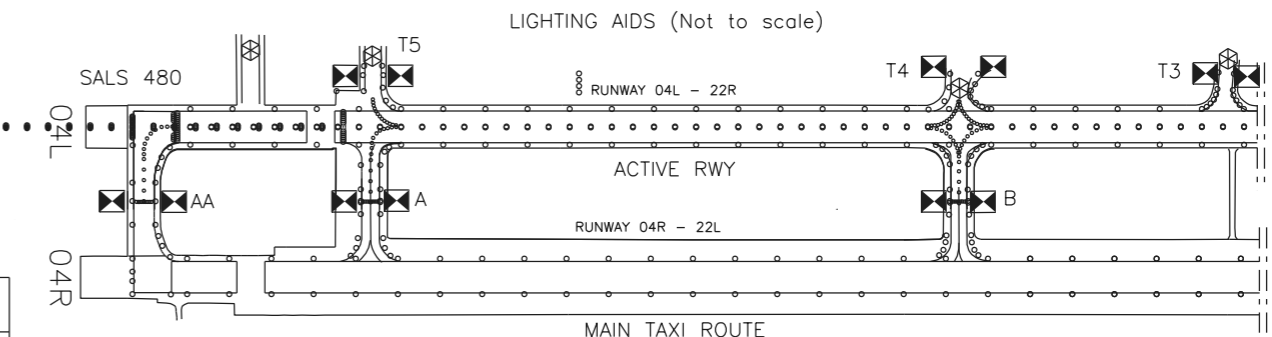 LIGHTING AIDS (Not to scale)
T5
SALS 480
T4
T3
RUNWAY 04L - 22R
04L
ACTIVE RWY
AA
A
B
RUNWAY 04R - 22L
04R
MAIN TAXI ROUTE